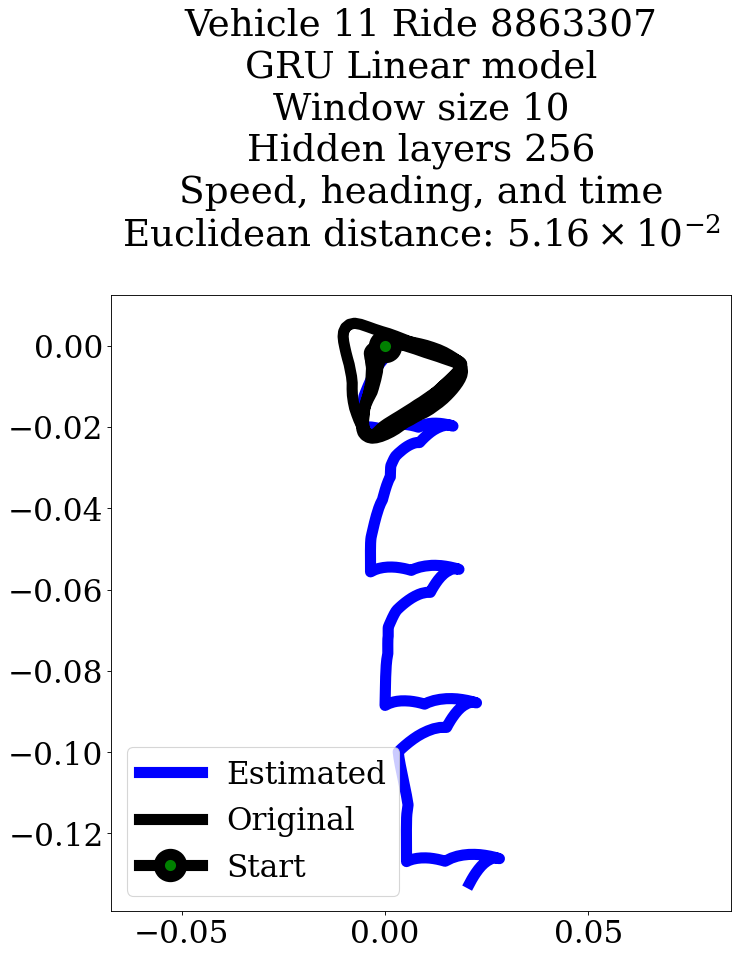 Vehicle 11 Ride 8863307
GRU Linear model
Window size 10
Hidden layers 256
Speed, heading, and time
Euclidean distance: 5.16 × 10⁻²
0.00
−0.02
−0.04
−0.06
−0.08
−0.10
−0.12
Estimated
Original
Start
−0.05 0.00 0.05